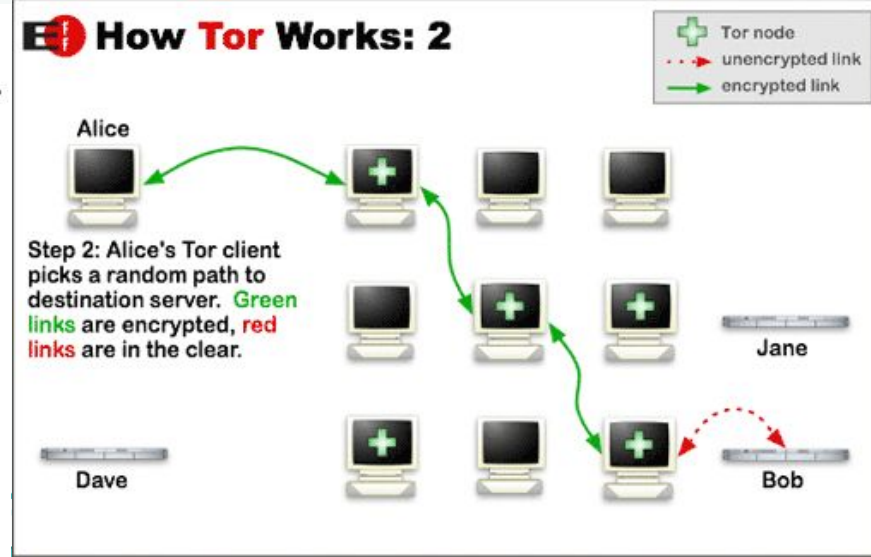 EFF How Tor Works: 2
Tor node
unencrypted link
encrypted link
Alice
Step 2: Alice's Tor client
picks a random path to
destination server. Green
links are encrypted, red
links are in the clear.
Jane
Dave
Bob